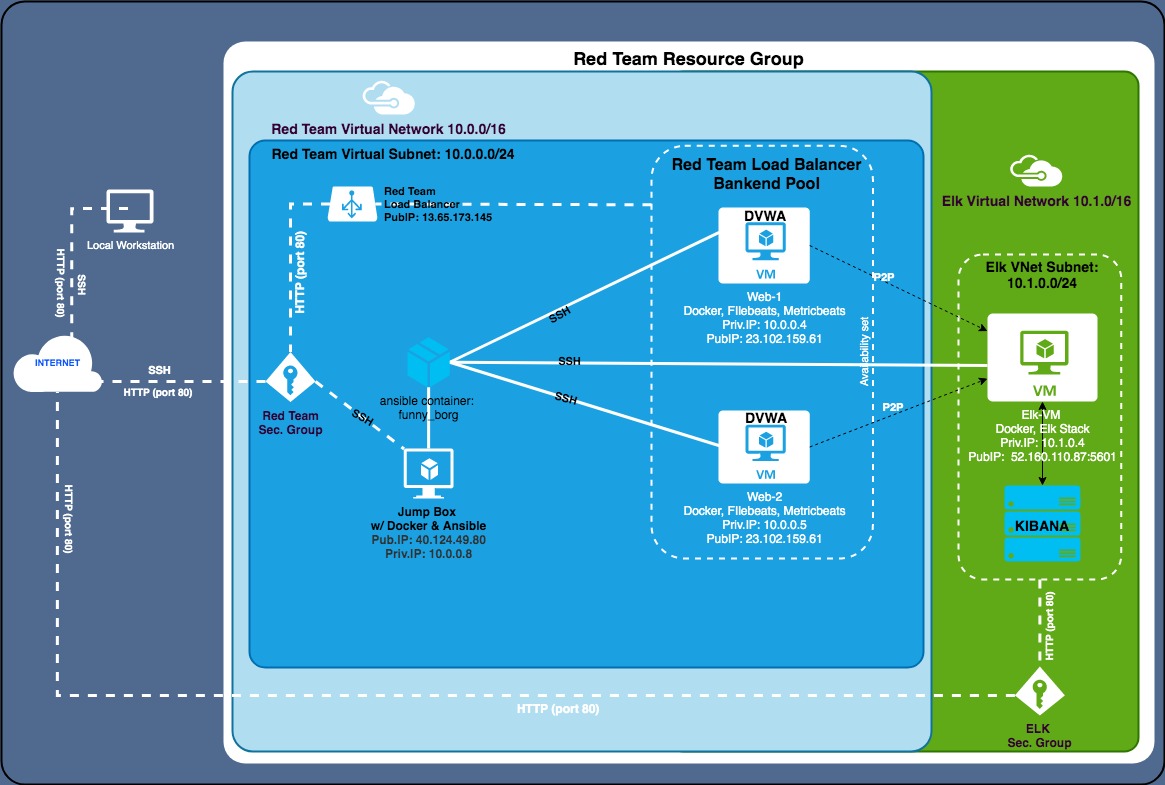 Red Team Resource Group
Red Team Virtual Network 10.0.0/16
Red Team Virtual Subnet: 10.0.0.0/24
Red Team
Load Balancer
PubIP: 13.65.173.145
Red Team Load Balancer
Bankend Pool
DVWA
VM
Web-1
Docker, FIlebeats, Metricbeats
Priv.IP: 10.0.0.4
PubIP: 23.102.159.61
Availability set
P2P
P2P
DVWA
VM
Web-2
Docker, FIlebeats, Metricbeats
Priv.IP: 10.0.0.5
PubIP: 23.102.159.61
Elk Virtual Network 10.1.0/16
Elk VNet Subnet:
10.1.0.0/24
VM
Elk-VM
Docker, Elk Stack
Priv.IP: 10.1.0.4
PubIP: 52.160.110.87:5601
KIBANA
HTTP (port 80)
ELK
Sec. Group
Local Workstation
HTTP (port 80)
SSH
INTERNET
SSH
HTTP (port 80)
HTTP (port 80)
HTTP (port 80)
Red Team
Sec. Group
SSH
ansible container:
funny_borg
SSH
SSH
SSH
Jump Box
w/ Docker & Ansible
Pub.IP: 40.124.49.80
Priv.IP: 10.0.0.8
HTTP (port 80)